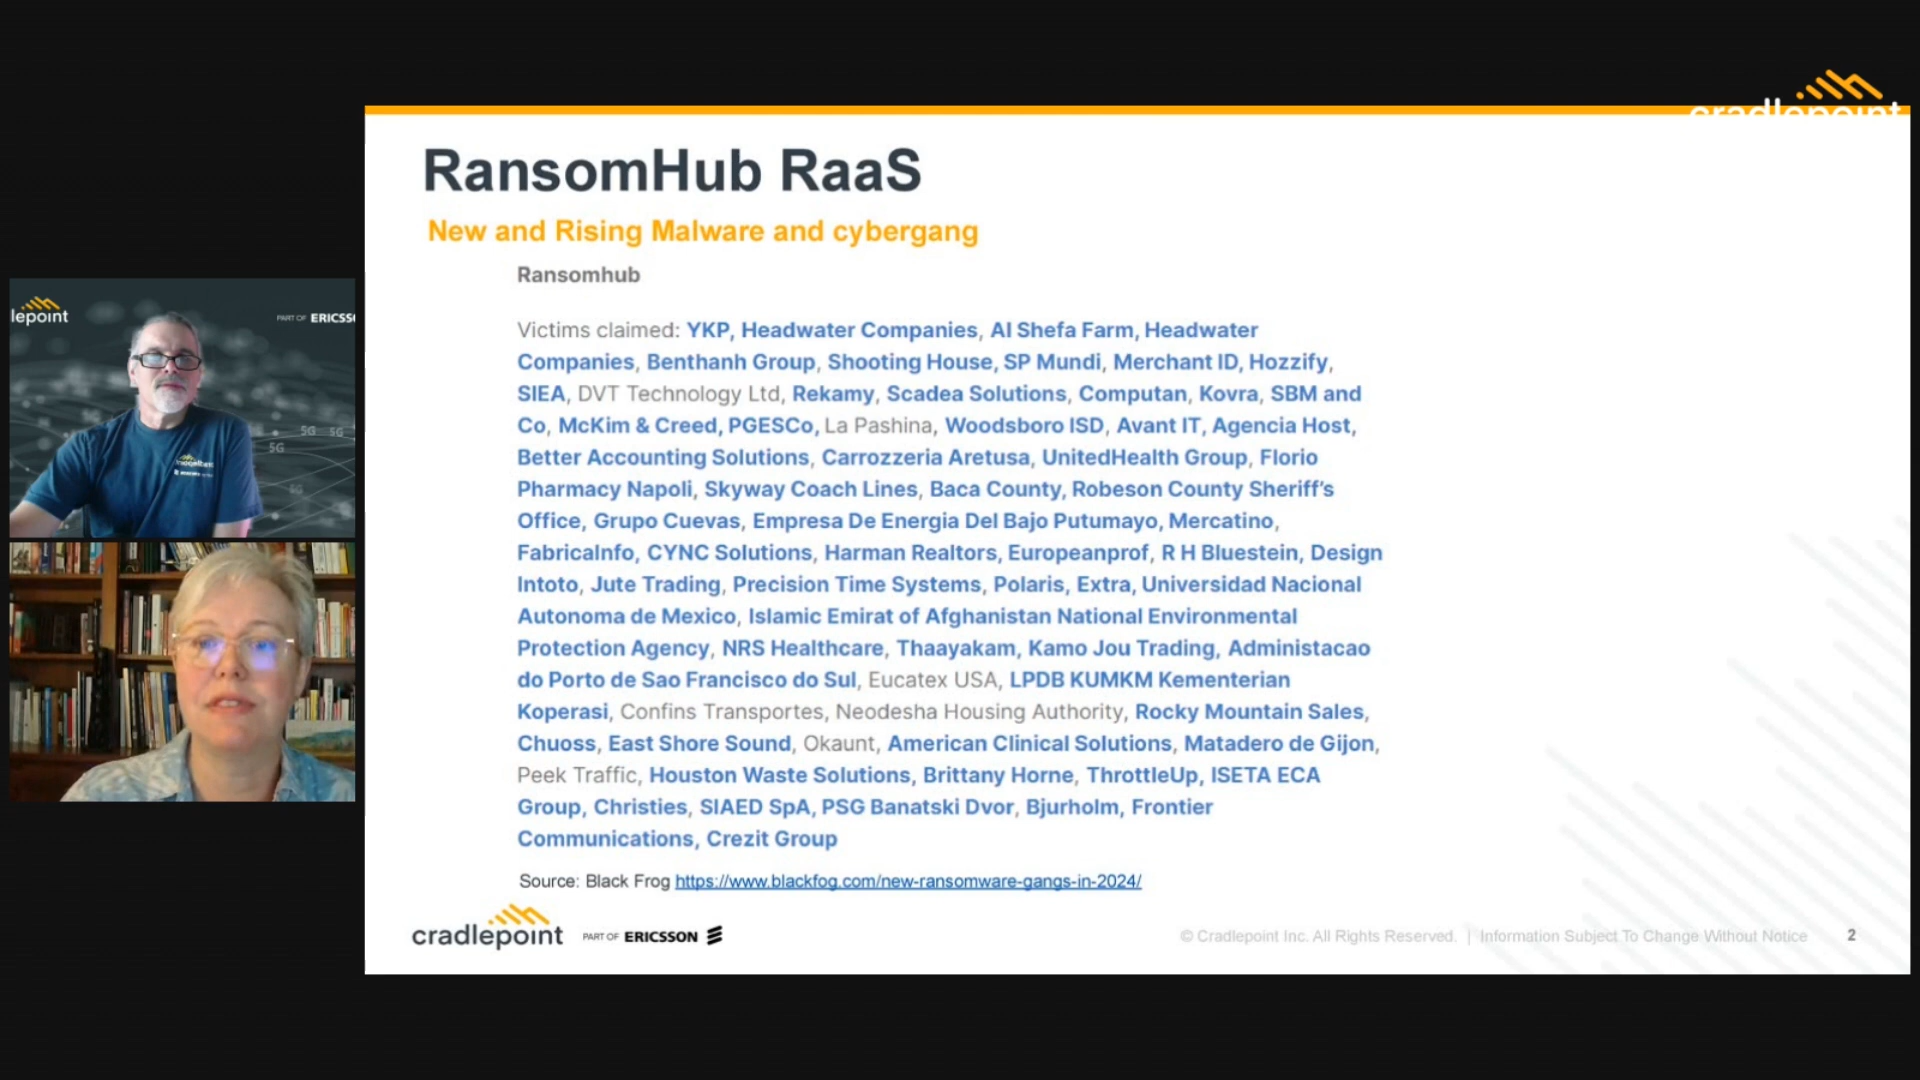 cradlepoint
RansomHub RaaS
New and Rising Malware and cybergang
Ransomhub
Victims claimed: YKP, Headwater Companies, Al Shefa Farm, Headwater
Companies, Benthanh Group, Shooting House, SP Mundi, Merchant ID, Hozzify,
SIEA, DVT Technology Ltd, Rekamy, Scadea Solutions, Computan, Kovra, SBM and
Co, McKim & Creed, PGESCo, La Pashina, Woodsboro ISD, Avant IT, Agencia Host,
Better Accounting Solutions, Carrozzeria Aretusa, UnitedHealth Group, Florio
Pharmacy Napoli, Skyway Coach Lines, Baca County, Robeson County Sheriff’s
Office, Grupo Cuevas, Empresa De Energia Del Bajo Putumayo, Mercatino,
FabricaInfo, CYNC Solutions, Harman Realtors, Europeanprof, R H Bluestein, Design
Intoto, Jute Trading, Precision Time Systems, Polaris, Extra, Universidad Nacional
Autonoma de Mexico, Islamic Emirat of Afghanistan National Environmental
Protection Agency, NRS Healthcare, Thaayakam, Kamo Jou Trading, Administacao
do Porto de Sao Francisco do Sul, Eucatex USA, LPDB KUMKM Kementerian
Koperasi, Confins Transportes, Neodesha Housing Authority, Rocky Mountain Sales,
Chuoss, East Shore Sound, Okaunt, American Clinical Solutions, Matadero de Gijon,
Peek Traffic, Houston Waste Solutions, Brittany Horne, ThrottleUp, ISETA ECA
Group, Christies, SIAED SpA, PSG Banatski Dvor, Bjurholm, Frontier
Communications, Crezit Group
Source: Black Frog https://www.blackfog.com/new-ransomware-gangs-in-2024/
cradlepoint PART OF ERICSSON
© Cradlepoint Inc. All Rights Reserved. | Information Subject To Change Without Notice 2
lepoint
PART OF ERICSS
5G 5G
5G
5G
cradlepoint